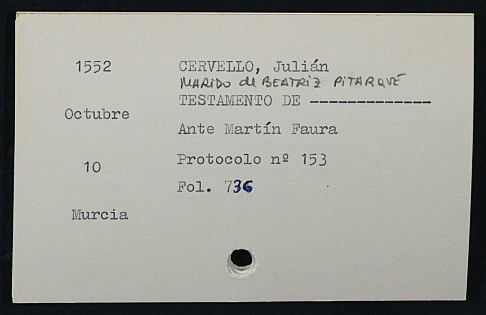 1552 CERVELLO, Julián
MARIDO de BEATRIZ PITARQUE
TESTAMENTO DE --------------
Octubre
Ante Martín Faura
10 Protocolo nº 153
Fol. 736
Murcia